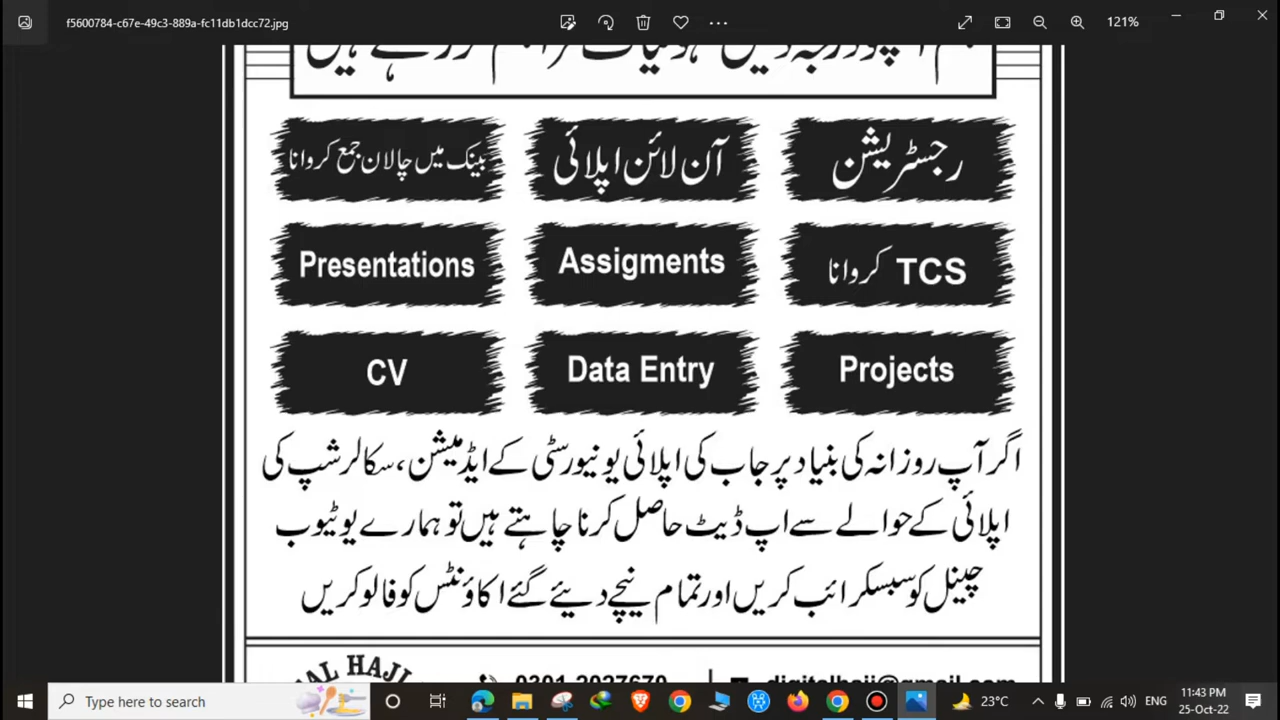 f5600784-c67e-49c3-889a-fc11db1dcc72.jpg
121%
رجسٹریشن
آن لائن اپلائی
بینک میں چالان جمع کروانا
TCS کروانا
Assigments
Presentations
Projects
Data Entry
CV
اگر آپ روزانہ کی بنیاد پر جاب کی اپلائی یونیورسٹی کے ایڈمیشن، سکالرشپ کی
اپلائی کے حوالے سے اپ ڈیٹ حاصل کرنا چاہتے ہیں تو ہمارے یوٹیوب
چینل کو سبسکرائب کریں اور تمام نیچے دیئے گئے اکاؤنٹس کو فالو کریں
Type here to search
23°C
ENG
11:43 PM
25-Oct-22